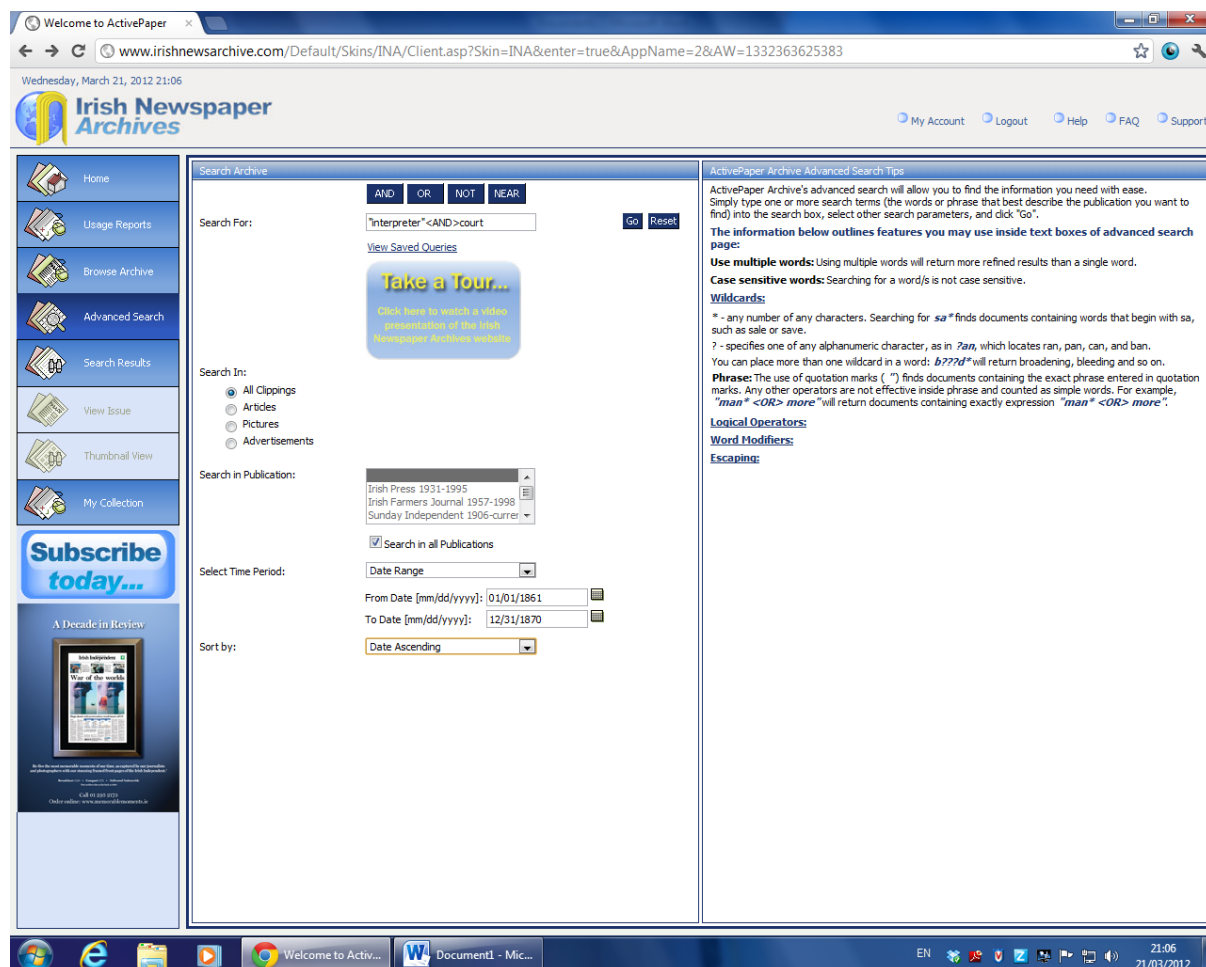 Welcome to ActivePaper
www.irishnewsarchive.com/Default/Skins/INA/Client.asp?Skin=INA&enter=true&AppName=2&AW=1332363625383
Wednesday, March 21, 2012 21:06
Irish Newspaper
Archives
My Account Logout Help FAQ Support
Home
Usage Reports
Browse Archive
Advanced Search
Search Results
View Issue
Thumbnail View
My Collection
Subscribe
today...
A Decade in Review
Irish Independent
War of the worlds
Call 01 210 2173
Order online: www.memorablemoments.ie
Search Archive
AND OR NOT NEAR
Search For: "interpreter"<AND>court Go Reset
View Saved Queries
Take a Tour...
Click here to watch a video
presentation of the Irish
Newspaper Archives website
Search In:
All Clippings
Articles
Pictures
Advertisements
Search in Publication:
Irish Press 1931-1995
Irish Farmers Journal 1957-1998
Sunday Independent 1906-currer
Search in all Publications
Select Time Period: Date Range
From Date [mm/dd/yyyy]: 01/01/1861
To Date [mm/dd/yyyy]: 12/31/1870
Sort by: Date Ascending
ActivePaper Archive Advanced Search Tips
ActivePaper Archive's advanced search will allow you to find the information you need with ease.
Simply type one or more search terms (the words or phrase that best describe the publication you want to
find) into the search box, select other search parameters, and click "Go".
The information below outlines features you may use inside text boxes of advanced search
page:
Use multiple words: Using multiple words will return more refined results than a single word.
Case sensitive words: Searching for a word/s is not case sensitive.
Wildcards:
* - any number of any characters. Searching for sa* finds documents containing words that begin with sa,
such as sale or save.
? - specifies one of any alphanumeric character, as in ?an, which locates ran, pan, can, and ban.
You can place more than one wildcard in a word: b???d* will return broadening, bleeding and so on.
Phrase: The use of quotation marks ( ") finds documents containing the exact phrase entered in quotation
marks. Any other operators are not effective inside phrase and counted as simple words. For example,
"man* <OR> more" will return documents containing exactly expression "man* <OR> more".
Logical Operators:
Word Modifiers:
Escaping:
Welcome to Activ... Document1 - Mic... EN 21:06
21/03/2012